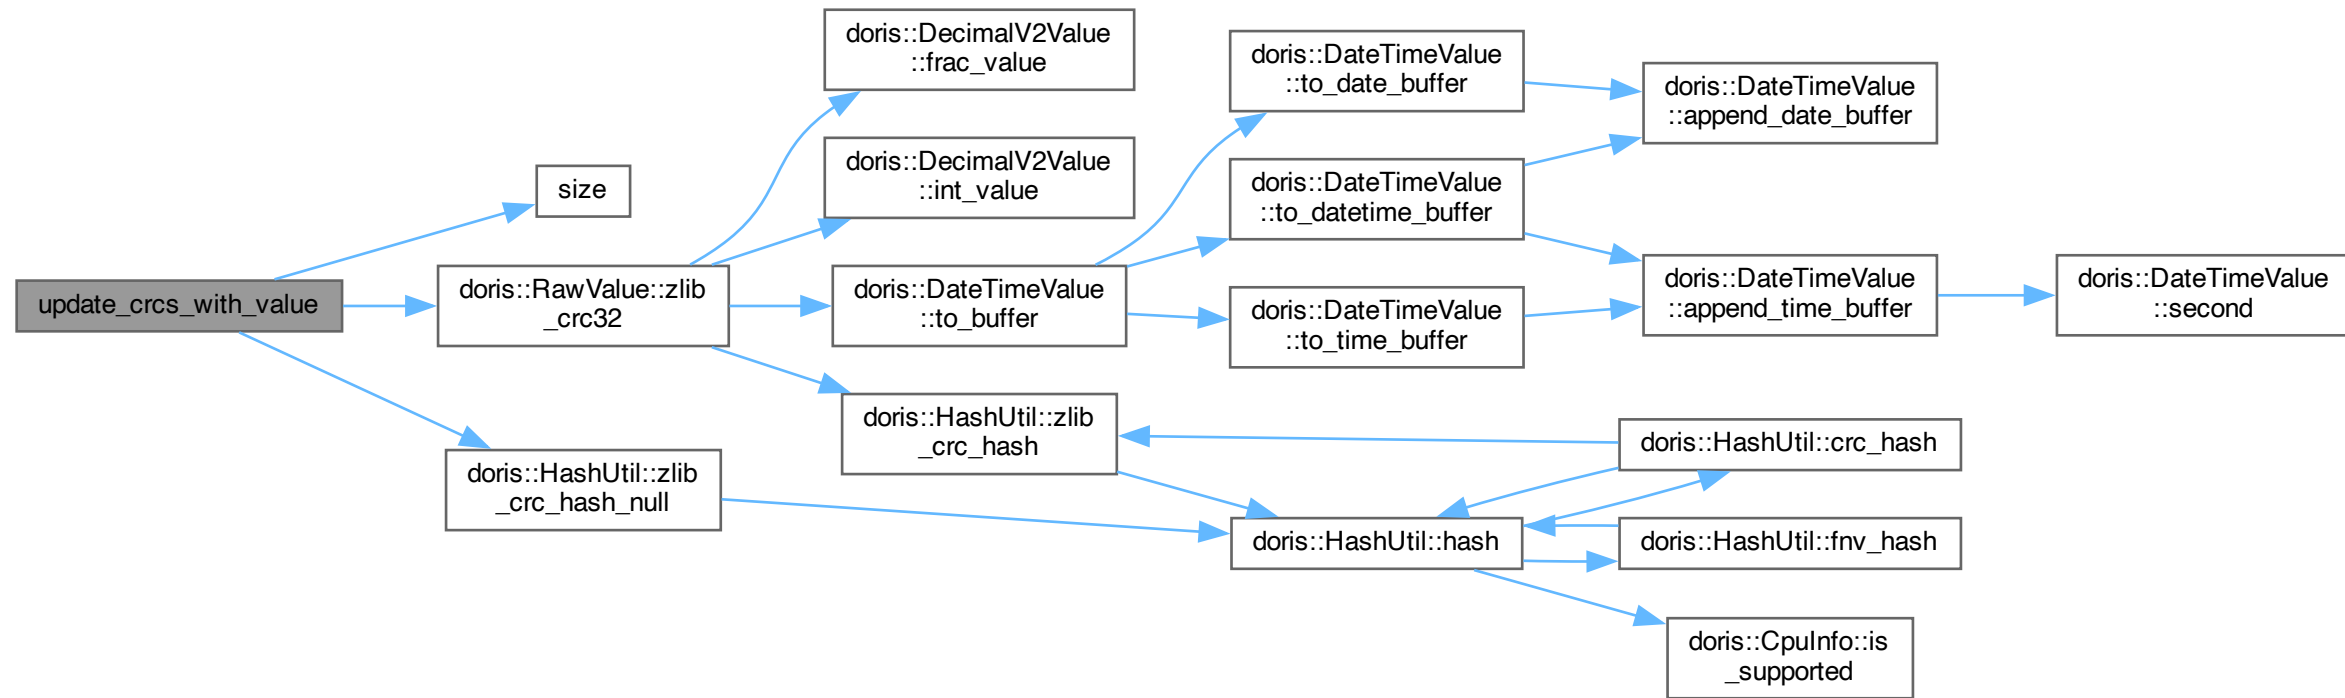 update_crcs_with_value
size
doris::RawValue::zlib
_crc32
doris::HashUtil::zlib
_crc_hash_null
doris::DecimalV2Value
::frac_value
doris::DecimalV2Value
::int_value
doris::DateTimeValue
::to_buffer
doris::HashUtil::zlib
_crc_hash
doris::DateTimeValue
::to_date_buffer
doris::DateTimeValue
::to_datetime_buffer
doris::DateTimeValue
::to_time_buffer
doris::HashUtil::hash
doris::DateTimeValue
::append_date_buffer
doris::DateTimeValue
::append_time_buffer
doris::HashUtil::crc_hash
doris::HashUtil::fnv_hash
doris::CpuInfo::is
_supported
doris::DateTimeValue
::second